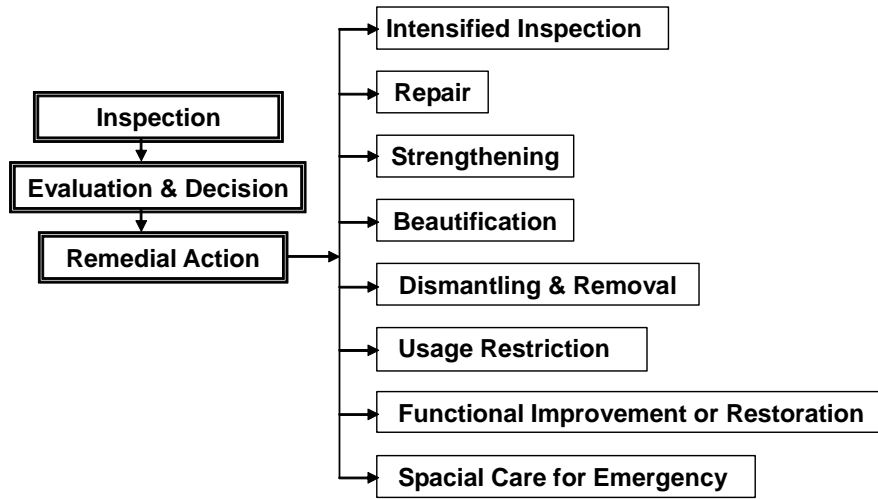 Inspection
Evaluation & Decision
Remedial Action
Intensified Inspection
Repair
Strengthening
Beautification
Dismantling & Removal
Usage Restriction
Functional Improvement or Restoration
Spacial Care for Emergency